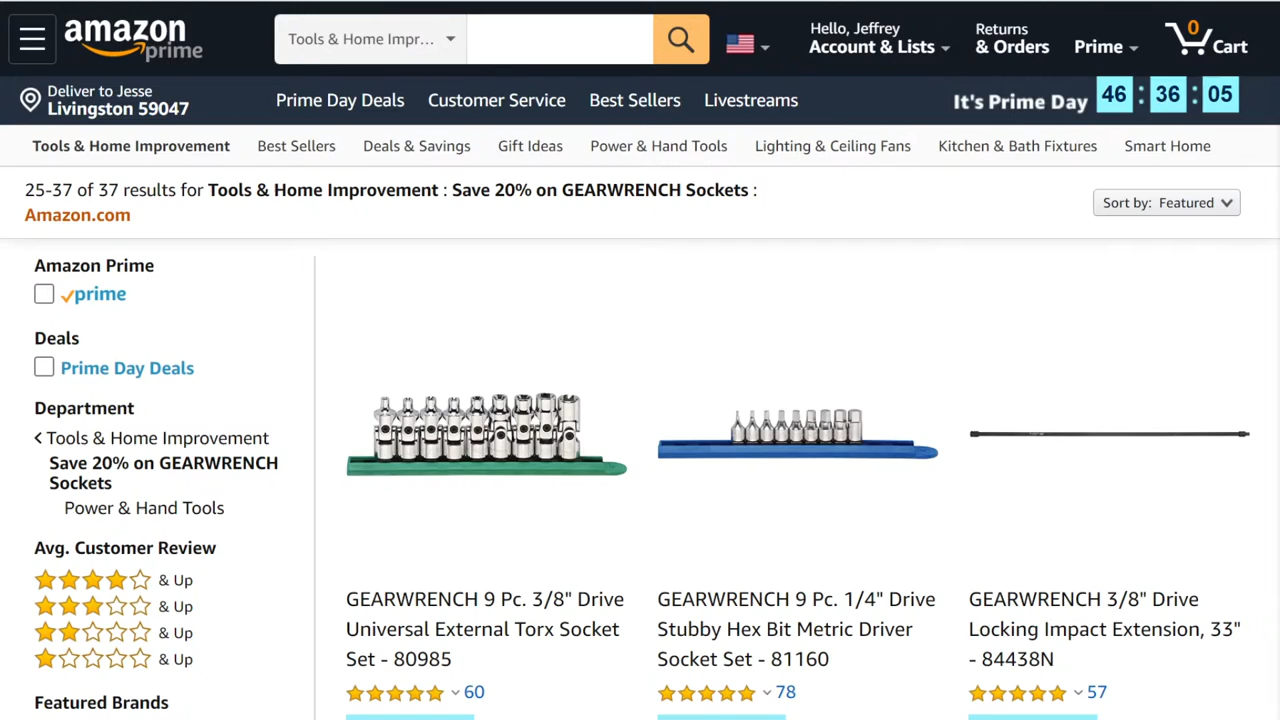 amazon
prime
Tools & Home Impr...
Hello, Jeffrey
Account & Lists
Returns
& Orders
Prime
0
Cart
Deliver to Jesse
Livingston 59047
Prime Day Deals
Customer Service
Best Sellers
Livestreams
It's Prime Day
46 : 36 : 05
Tools & Home Improvement
Best Sellers
Deals & Savings
Gift Ideas
Power & Hand Tools
Lighting & Ceiling Fans
Kitchen & Bath Fixtures
Smart Home
25-37 of 37 results for Tools & Home Improvement : Save 20% on GEARWRENCH Sockets :
Amazon.com
Sort by: Featured
Amazon Prime
prime
Deals
Prime Day Deals
Department
Tools & Home Improvement
Save 20% on GEARWRENCH
Sockets
Power & Hand Tools
Avg. Customer Review
& Up
& Up
& Up
& Up
Featured Brands
GEARWRENCH 9 Pc. 3/8" Drive
Universal External Torx Socket
Set - 80985
60
GEARWRENCH 9 Pc. 1/4" Drive
Stubby Hex Bit Metric Driver
Socket Set - 81160
78
GEARWRENCH 3/8" Drive
Locking Impact Extension, 33"
- 84438N
57